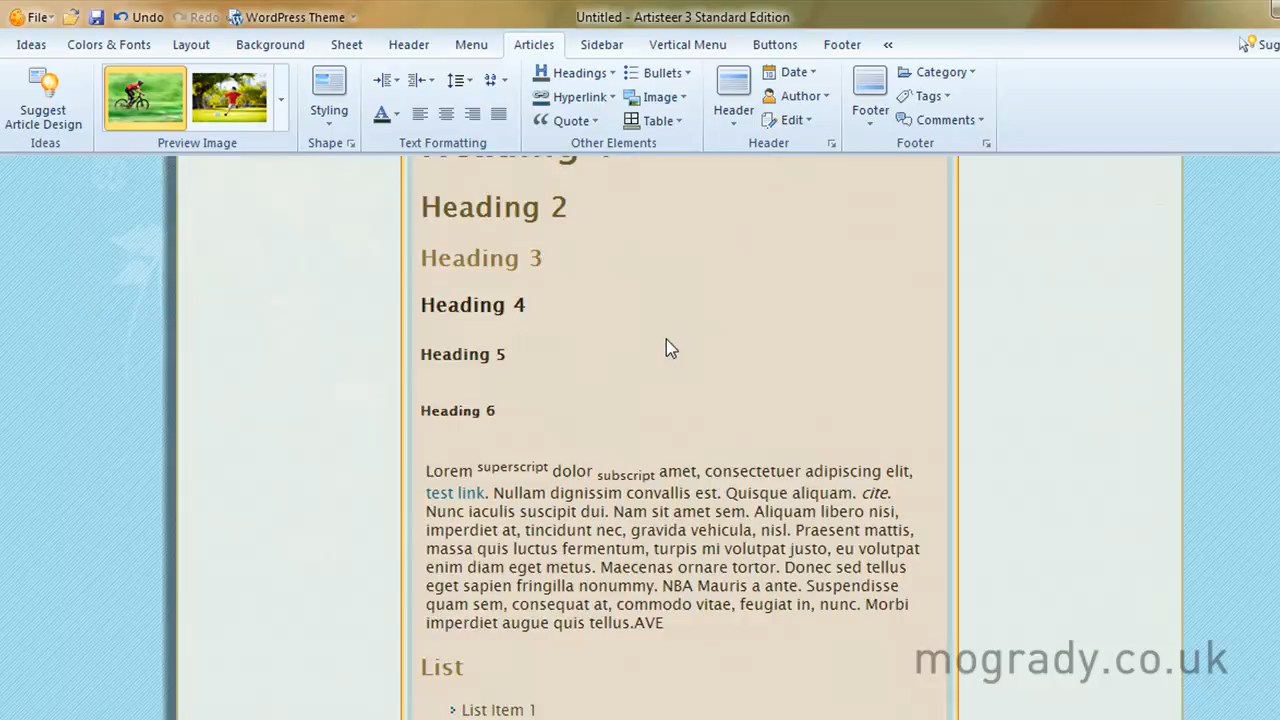 File Undo Redo WordPress Theme Untitled - Artisteer 3 Standard Edition
Ideas Colors & Fonts Layout Background Sheet Header Menu Articles Sidebar Vertical Menu Buttons Footer « Sug
Suggest Article Design
Styling
Headings Bullets
Hyperlink Image
Quote Table
Header
Date
Author
Edit
Footer
Category
Tags
Comments
Ideas Preview Image Shape Text Formatting Other Elements Header Footer
Heading 2
Heading 3
Heading 4
Heading 5
Heading 6
Lorem superscript dolor subscript amet, consectetuer adipiscing elit,
test link. Nullam dignissim convallis est. Quisque aliquam. cite.
Nunc iaculis suscipit dui. Nam sit amet sem. Aliquam libero nisi,
imperdiet at, tincidunt nec, gravida vehicula, nisl. Praesent mattis,
massa quis luctus fermentum, turpis mi volutpat justo, eu volutpat
enim diam eget metus. Maecenas ornare tortor. Donec sed tellus
eget sapien fringilla nonummy. NBA Mauris a ante. Suspendisse
quam sem, consequat at, commodo vitae, feugiat in, nunc. Morbi
imperdiet augue quis tellus.AVE
List
List Item 1
mogrady.co.uk